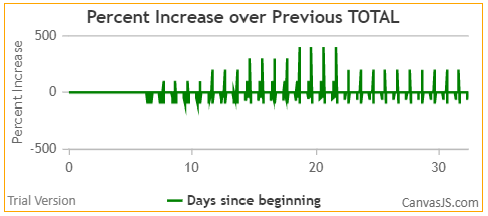 Percent Increase over Previous TOTAL
Percent Increase
500
0
-500
0
10
20
30
Days since beginning
Trial Version
CanvasJS.com